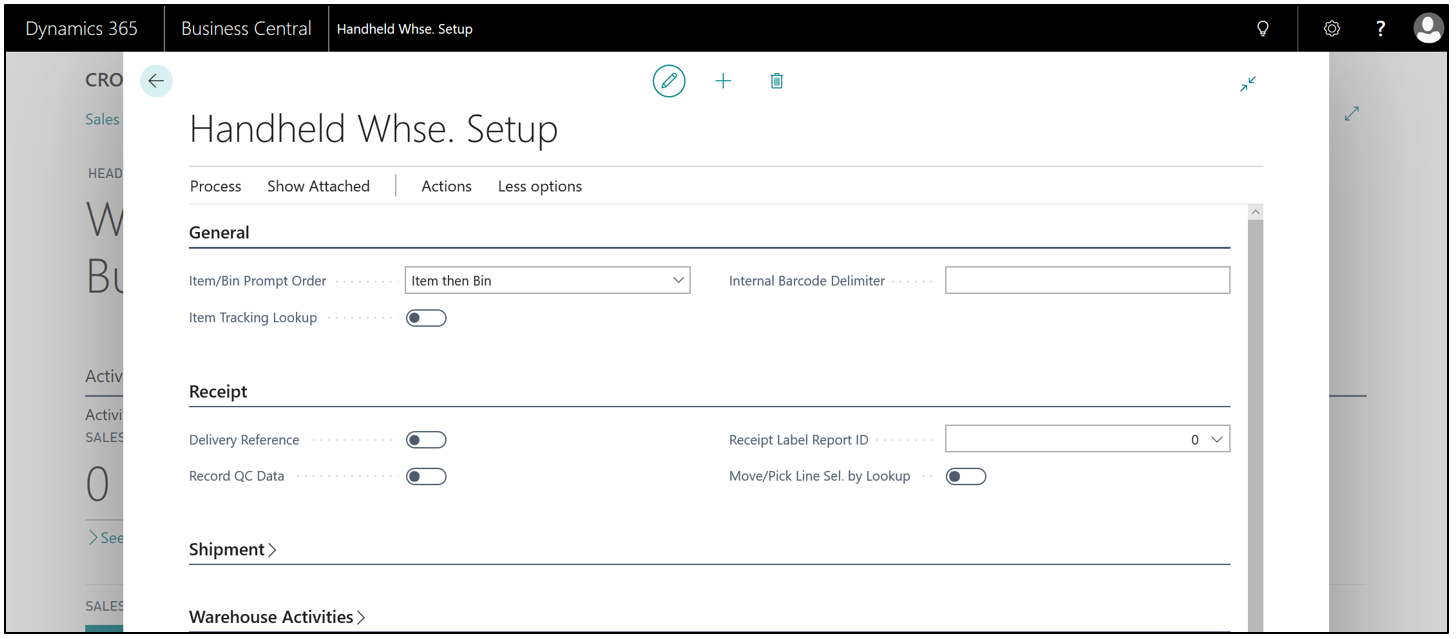 Dynamics 365 Business Central Handheld Whse. Setup ?
CRO
Sales
Handheld Whse. Setup
HEAD
Process Show Attached Actions Less options
W
General
Bu
Item/Bin Prompt Order Item then Bin Internal Barcode Delimiter
Item Tracking Lookup
Activ
Receipt
Activi
SALES
Delivery Reference Receipt Label Report ID 0
0
Record QC Data Move/Pick Line Sel. by Lookup
See
Shipment
SALES
Warehouse Activities